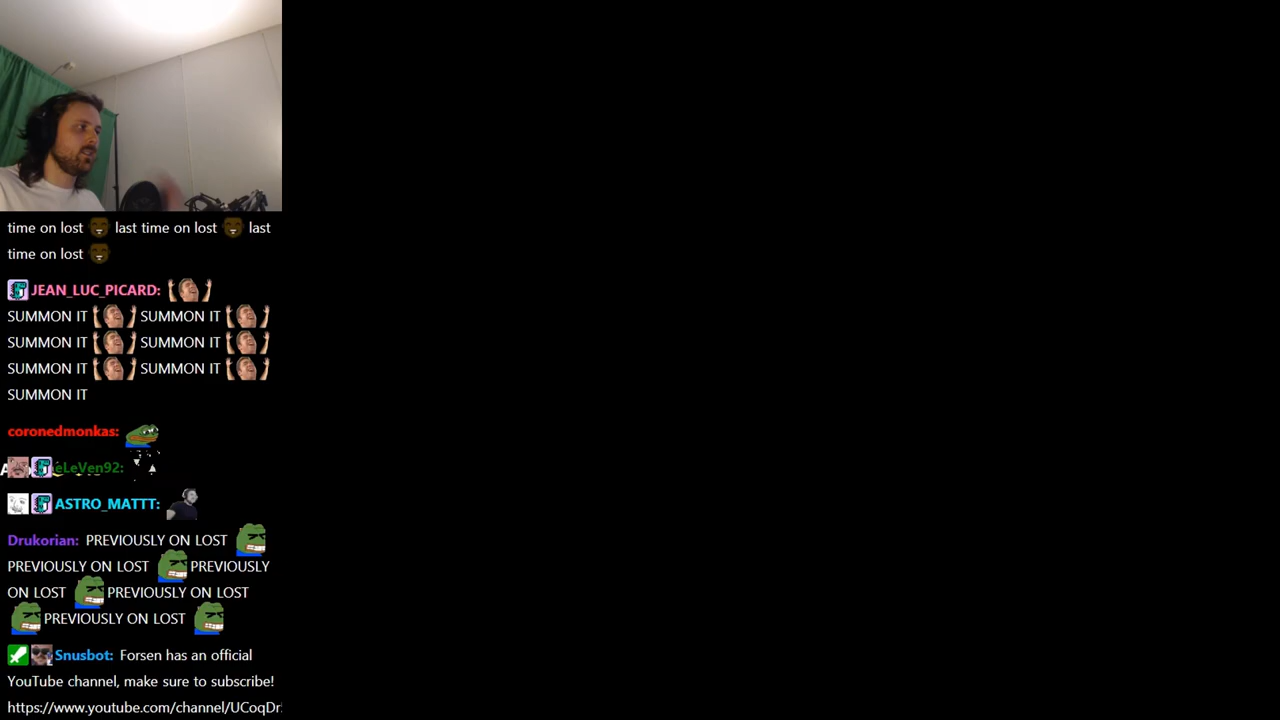 time on lost last time on lost last
time on lost
JEAN_LUC_PICARD:
SUMMON IT SUMMON IT
SUMMON IT SUMMON IT
SUMMON IT SUMMON IT
SUMMON IT
coronedmonkas:
eLeVen92:
ASTRO_MATTT:
Drukorian: PREVIOUSLY ON LOST
PREVIOUSLY ON LOST PREVIOUSLY
ON LOST PREVIOUSLY ON LOST
PREVIOUSLY ON LOST
Snusbot: Forsen has an official
YouTube channel, make sure to subscribe!
https://www.youtube.com/channel/UCoqDr